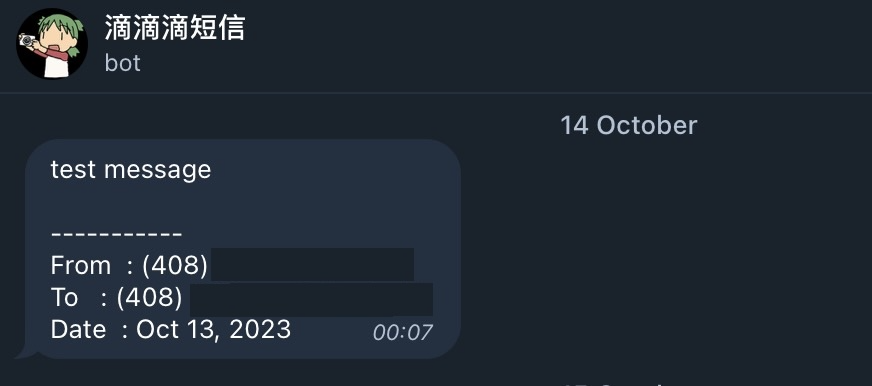 滴滴滴短信
bot
14 October
test message
-----------
From : (408)
To : (408)
Date : Oct 13, 2023
00:07